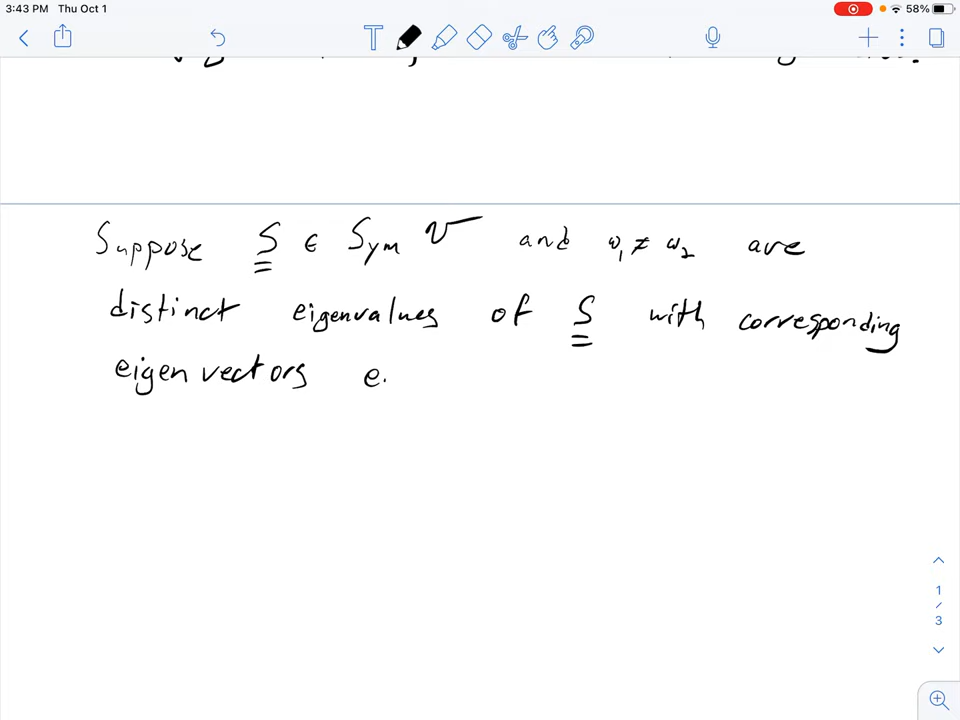 3:43 PM Thu Oct 1
58%
Suppose S ∈ Sym V and ω₁ ≠ ω₂ are
distinct eigenvalues of S with corresponding
eigenvectors e.
1
/
3